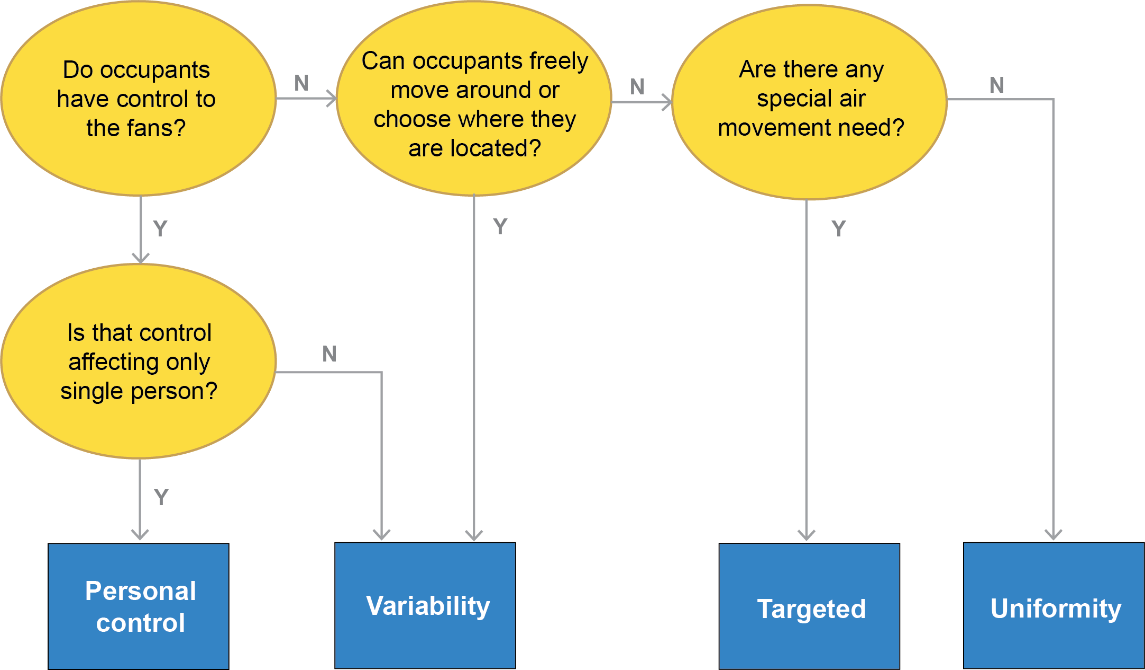 Do occupants
have control to
the fans?
N
Can occupants freely
move around or
choose where they
are located?
N
Are there any
special air
movement need?
N
Y
Y
Y
Is that control
affecting only
single person?
N
Y
Personal
control
Variability
Targeted
Uniformity